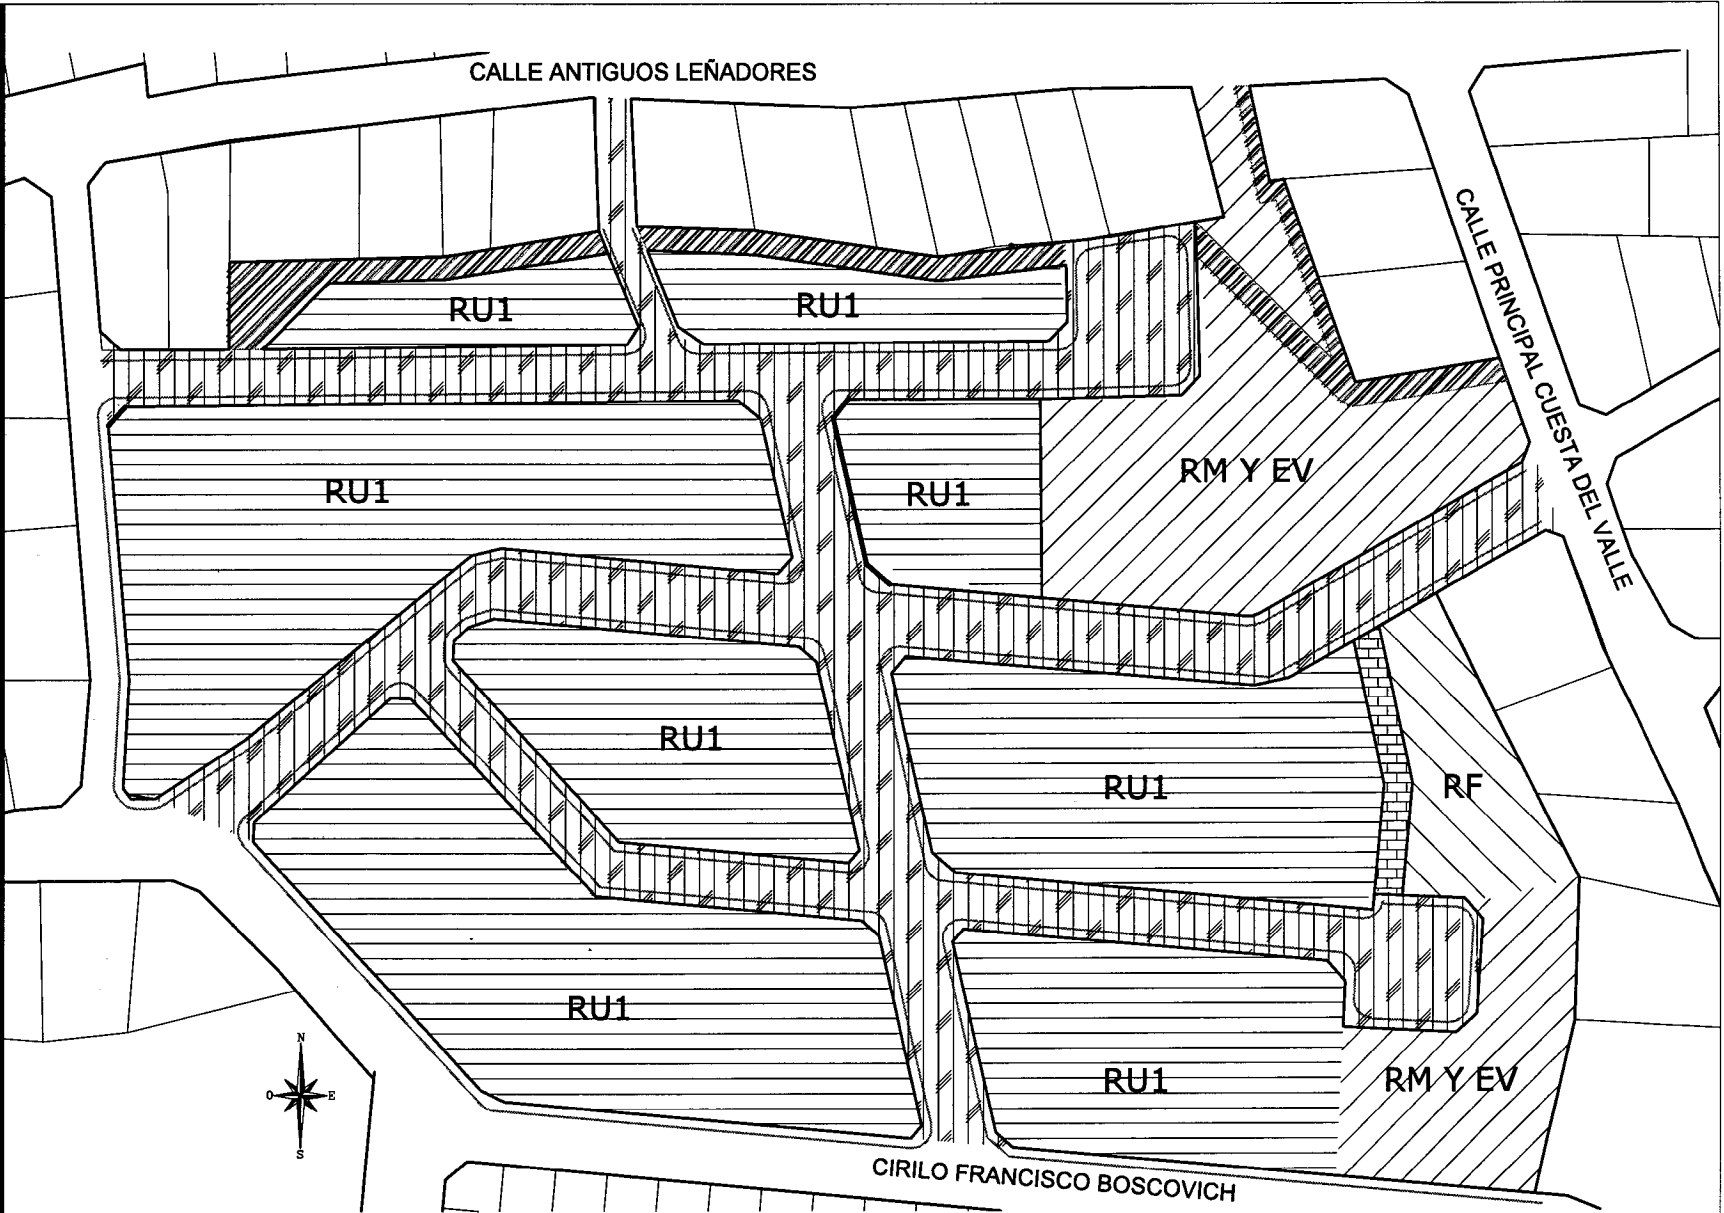 CALLE ANTIGUOS LEÑADORES
CALLE PRINCIPAL CUESTA DEL VALLE
RU1
RU1
RM Y EV
RU1
RU1
RU1
RU1
RF
RU1
RU1
RM Y EV
N
O
E
S
CIRILO FRANCISCO BOSCOVICH